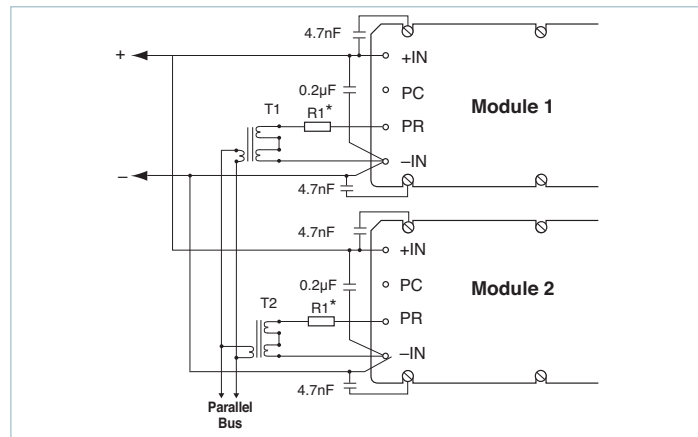 4.7nF
+
+IN
0.2µF
PC
Module 1
T1
R1*
PR
–IN
–
4.7nF
4.7nF
+IN
0.2µF
PC
Module 2
T2
R1*
PR
–IN
4.7nF
Parallel
Bus